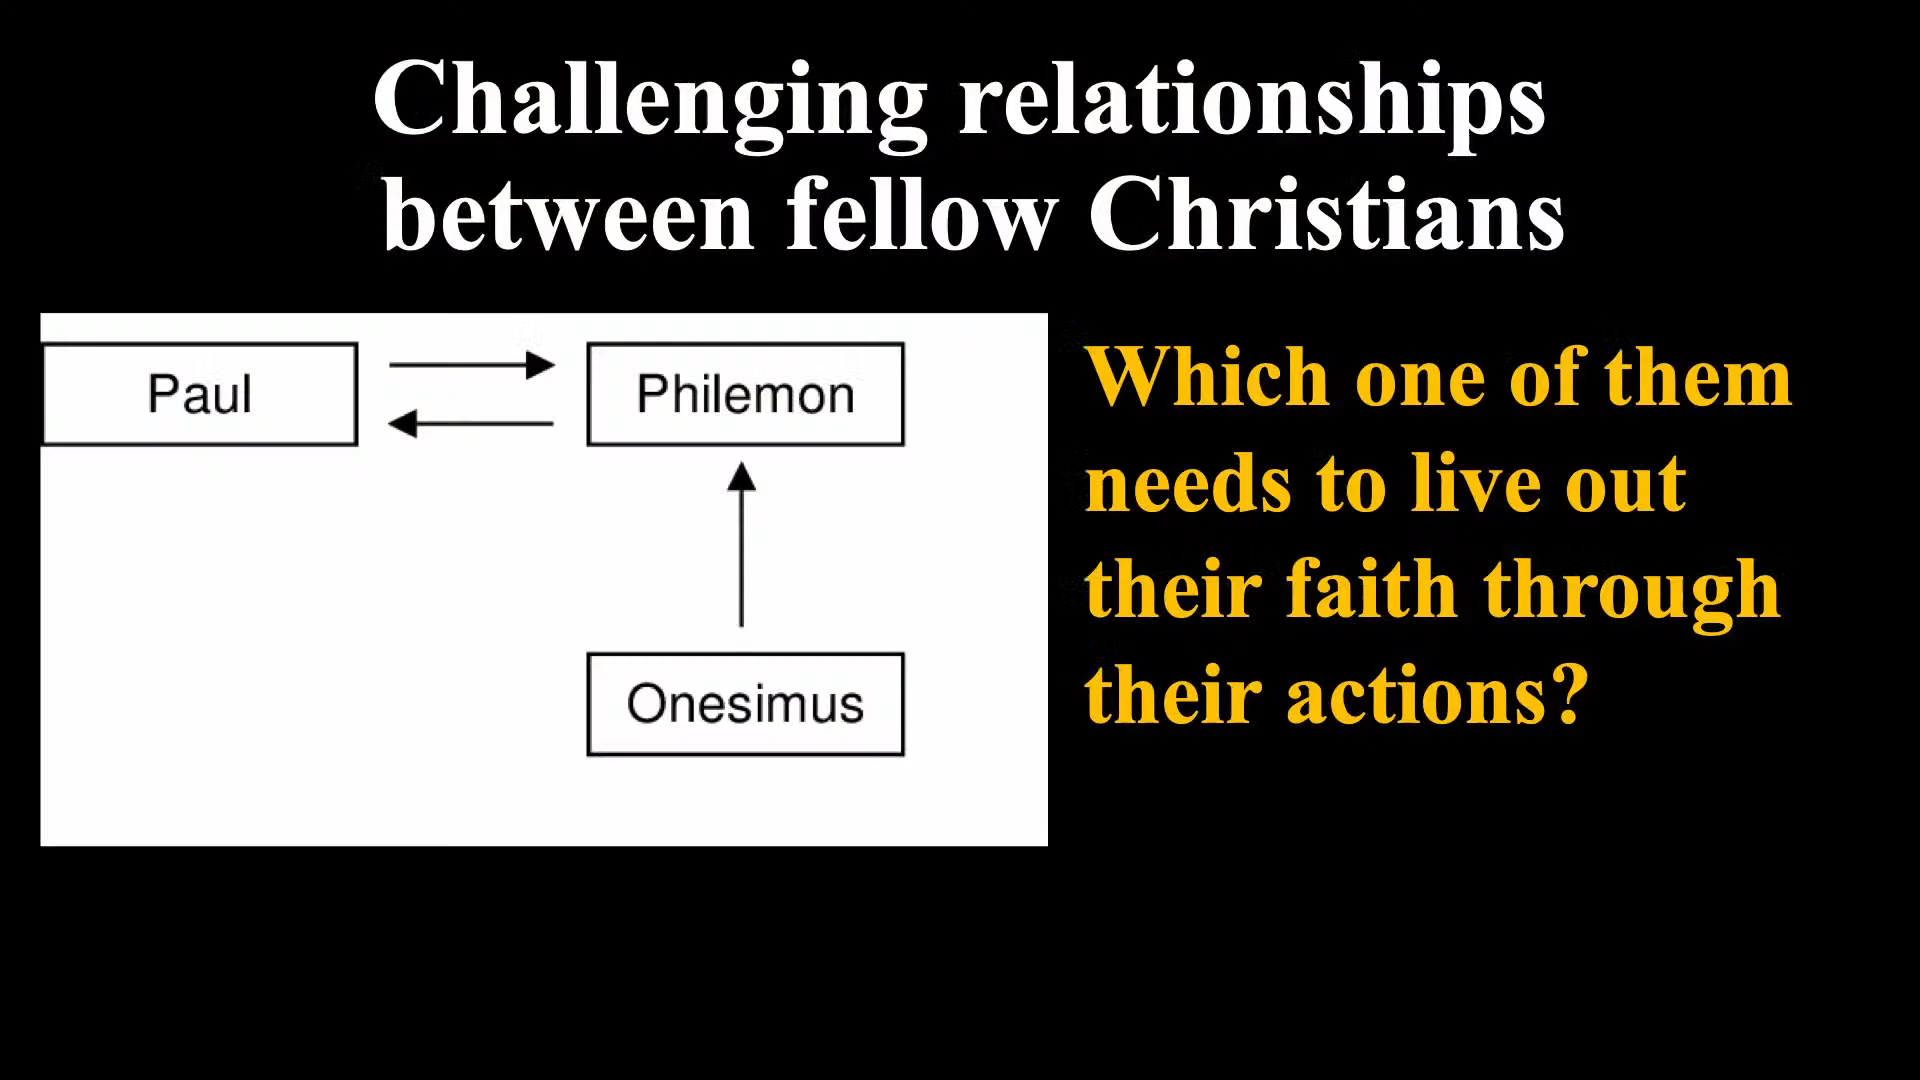 Challenging relationships
between fellow Christians
Paul
Philemon
Onesimus
Which one of them
needs to live out
their faith through
their actions?